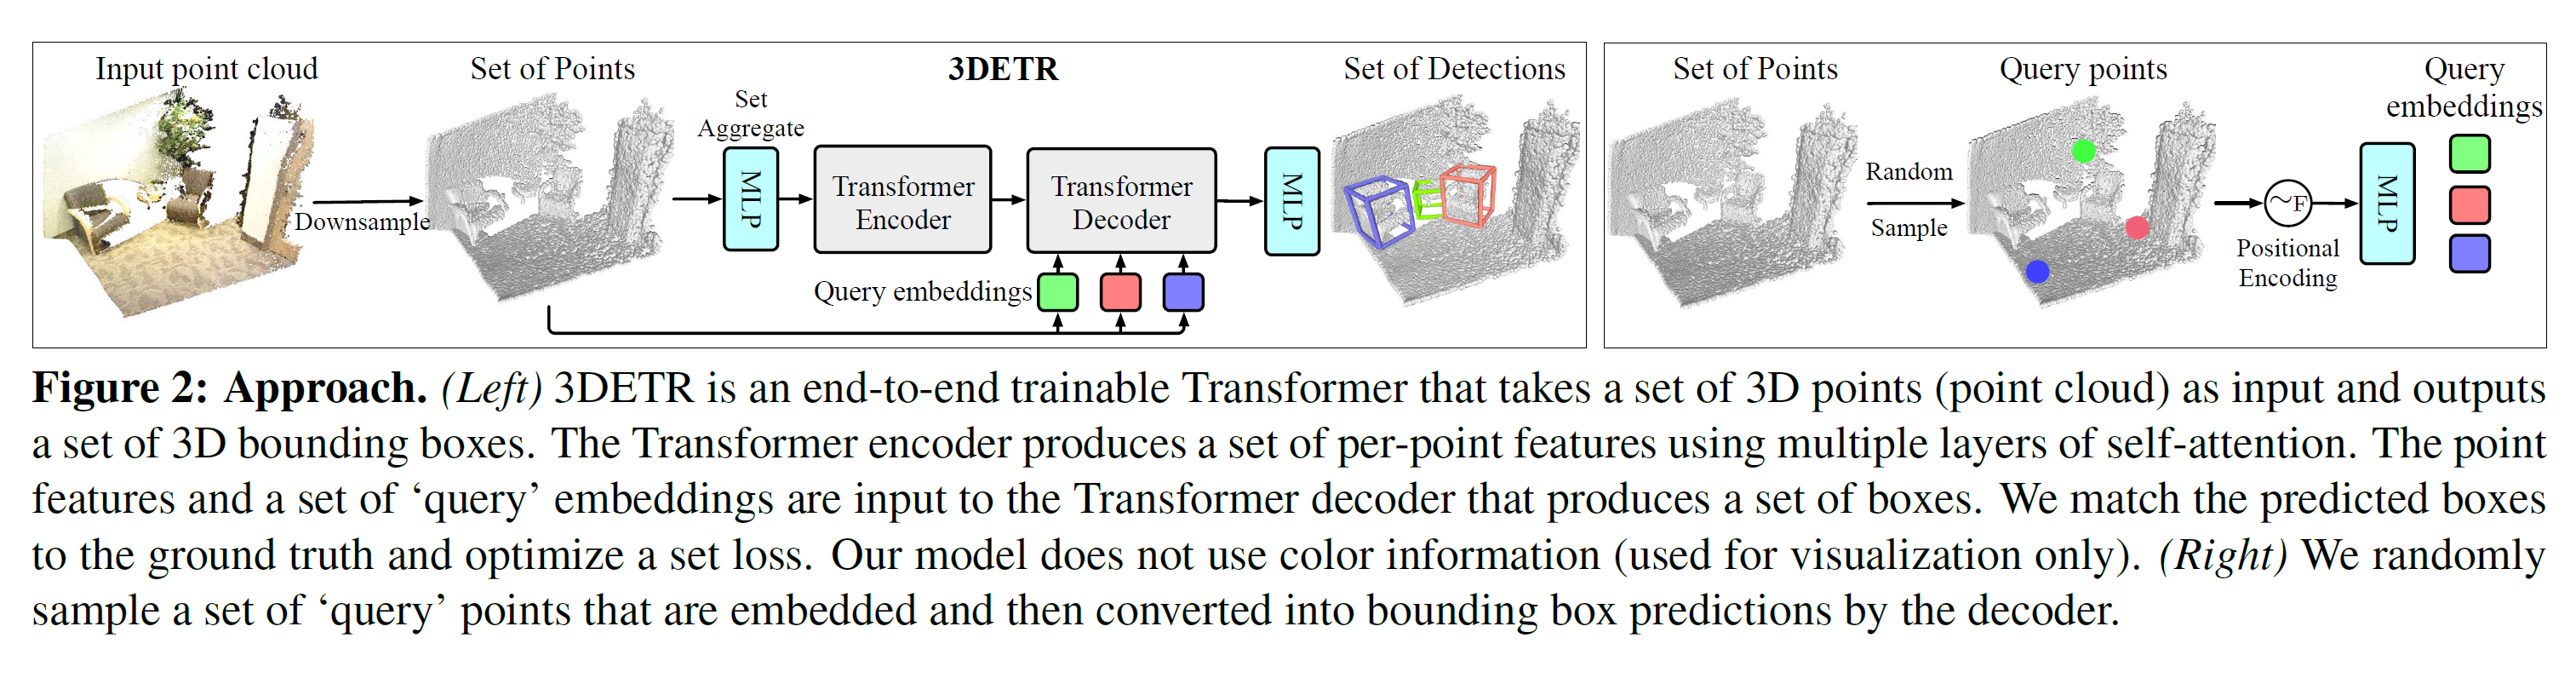 Input point cloud
Downsample
Set of Points
Set
Aggregate
MLP
3DETR
Transformer
Encoder
Transformer
Decoder
Query embeddings
MLP
Set of Detections
Set of Points
Random
Sample
Query points
~F
Positional
Encoding
MLP
Query
embeddings
Figure 2: Approach. (Left) 3DETR is an end-to-end trainable Transformer that takes a set of 3D points (point cloud) as input and outputs
a set of 3D bounding boxes. The Transformer encoder produces a set of per-point features using multiple layers of self-attention. The point
features and a set of ‘query’ embeddings are input to the Transformer decoder that produces a set of boxes. We match the predicted boxes
to the ground truth and optimize a set loss. Our model does not use color information (used for visualization only). (Right) We randomly
sample a set of ‘query’ points that are embedded and then converted into bounding box predictions by the decoder.